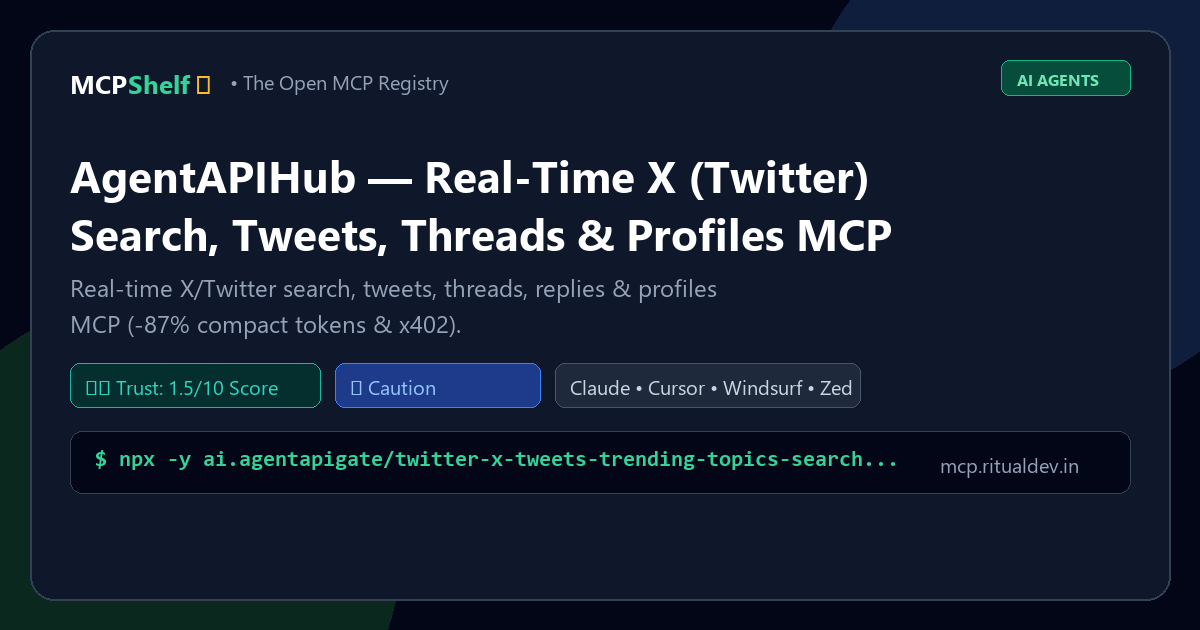 MCPShelf • The Open MCP Registry
AI AGENTS
AgentAPIHub — Real-Time X (Twitter)
Search, Tweets, Threads & Profiles MCP
Real-time X/Twitter search, tweets, threads, replies & profiles
MCP (-87% compact tokens & x402).
Trust: 1.5/10 Score
Caution
Claude • Cursor • Windsurf • Zed
$ npx -y ai.agentapigate/twitter-x-tweets-trending-topics-search...
mcp.ritualdev.in